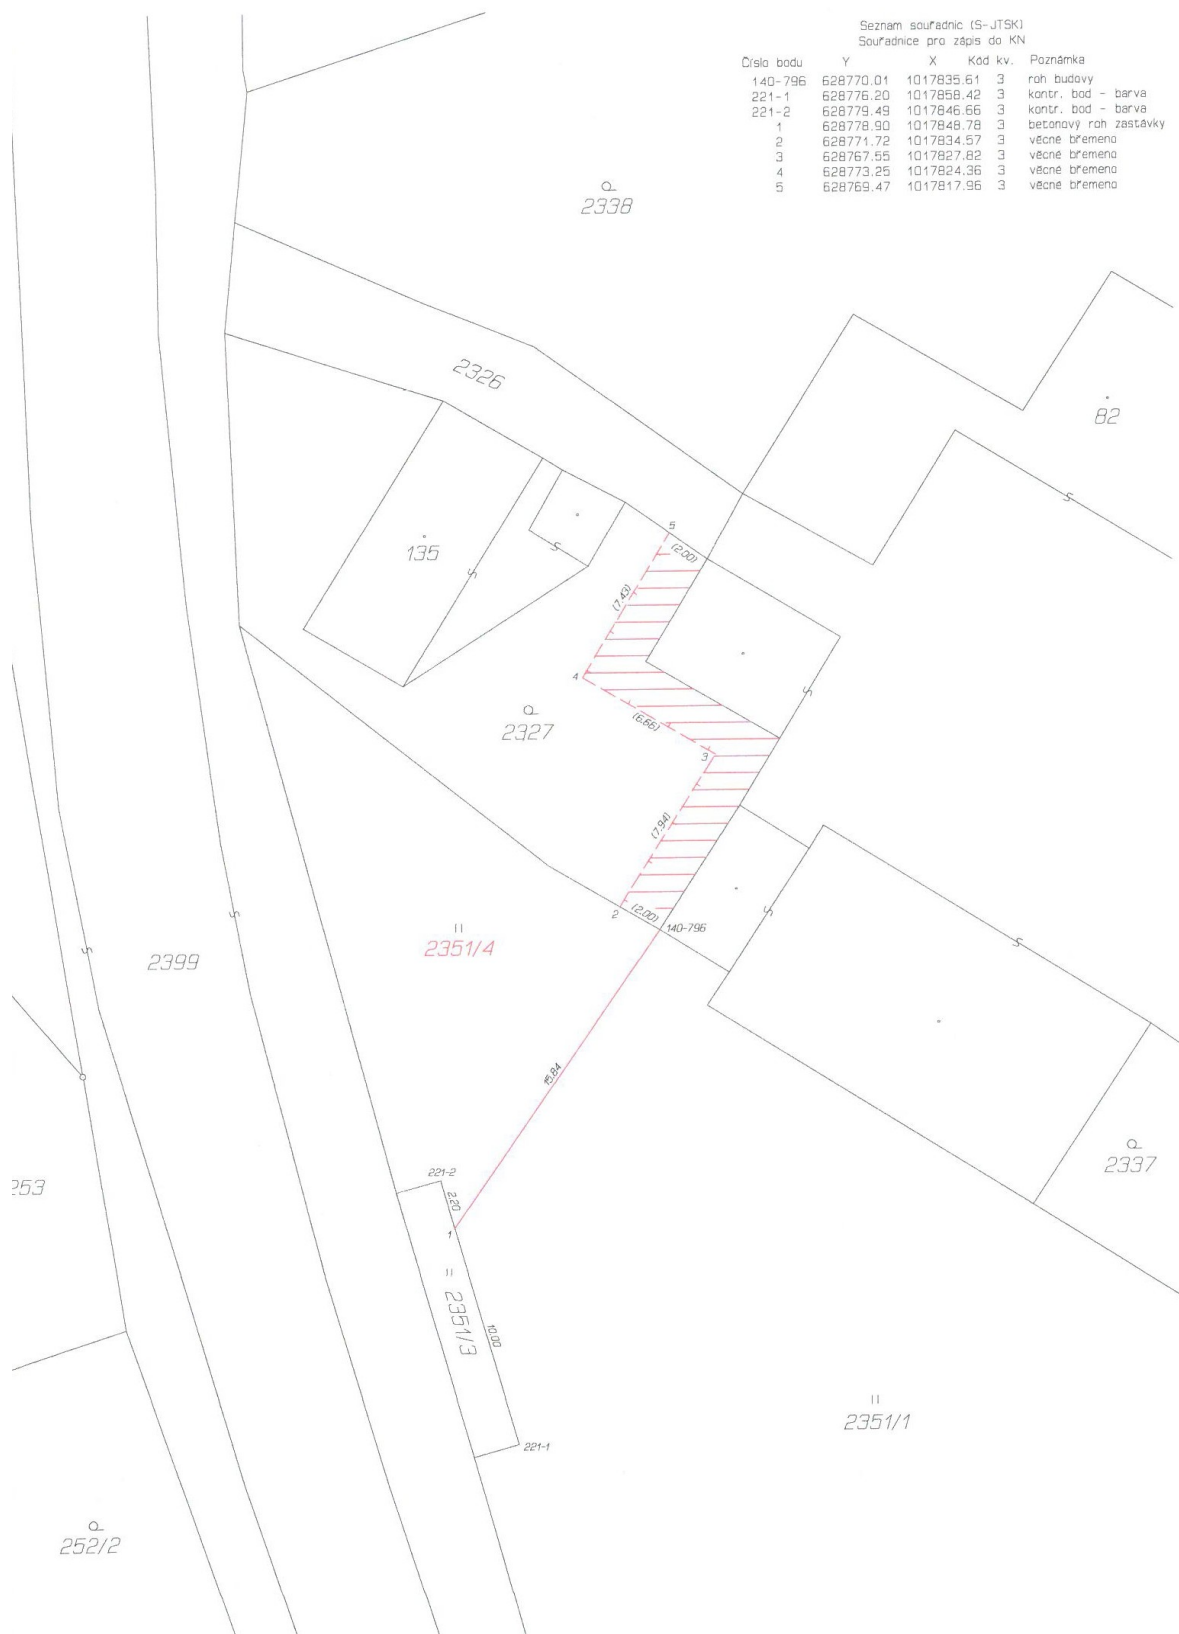 Seznam souřadnic (S-JTSK)
Souřadnice pro zápis do KN
Číslo bodu Y X Kód kv. Poznámka
140-796 628770.01 1017835.61 3 roh budovy
221-1 628776.20 1017858.42 3 kontr. bod - barva
221-2 628779.49 1017846.66 3 kontr. bod - barva
1 628778.90 1017848.78 3 betonový roh zastávky
2 628771.72 1017834.57 3 věcné břemeno
3 628767.55 1017827.82 3 věcné břemeno
4 628773.25 1017824.36 3 věcné břemeno
5 628769.47 1017817.96 3 věcné břemeno
2338
2326
82
5
135
(2.00)
(7.43)
4
2327
(6.66)
3
(7.94)
2
(2.00)
140-796
2351/4
2399
15.84
2337
221-2
253
2.20
1
2351/3
10.00
2351/1
221-1
252/2